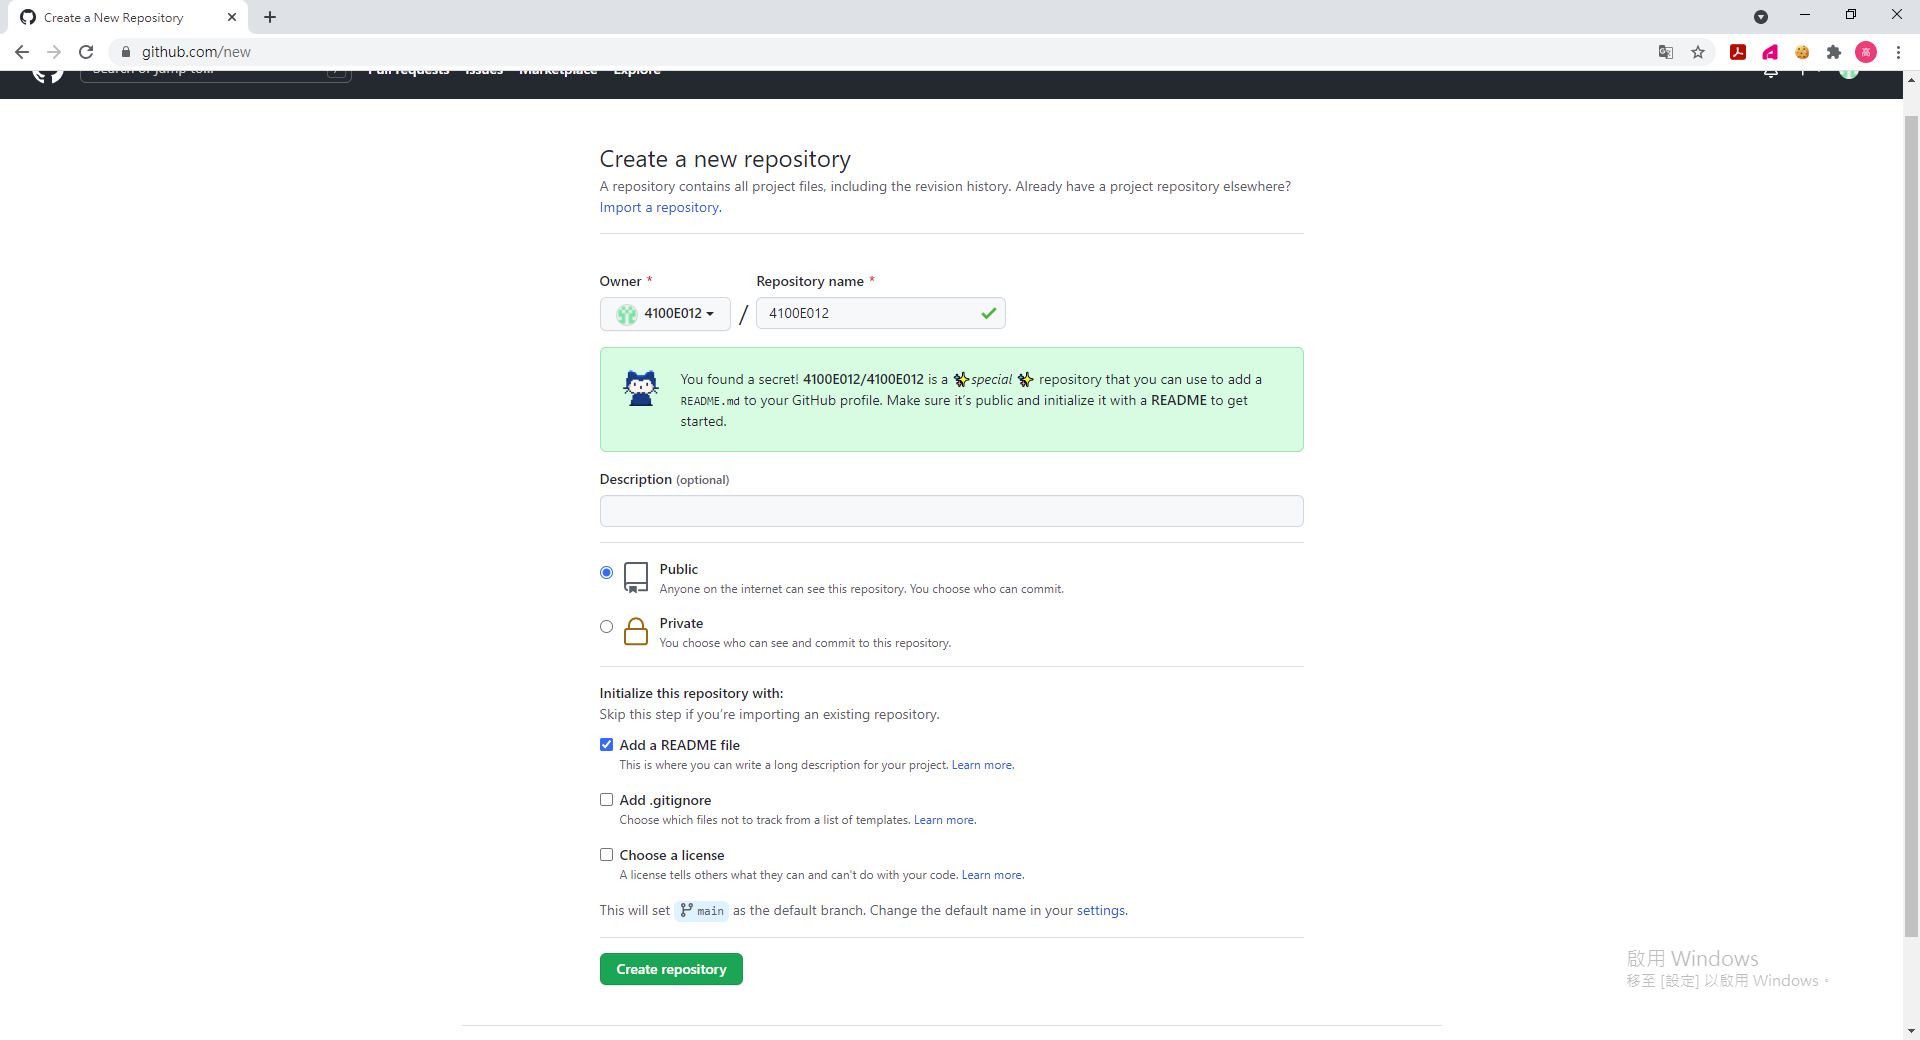 Create a New Repository
github.com/new
Search or jump to...
Pull requests Issues Marketplace Explore
Create a new repository
A repository contains all project files, including the revision history. Already have a project repository elsewhere?
Import a repository.
Owner * Repository name *
4100E012 / 4100E012
You found a secret! 4100E012/4100E012 is a ✨special ✨ repository that you can use to add a
README.md to your GitHub profile. Make sure it's public and initialize it with a README to get
started.
Description (optional)
Public
Anyone on the internet can see this repository. You choose who can commit.
Private
You choose who can see and commit to this repository.
Initialize this repository with:
Skip this step if you're importing an existing repository.
Add a README file
This is where you can write a long description for your project. Learn more.
Add .gitignore
Choose which files not to track from a list of templates. Learn more.
Choose a license
A license tells others what they can and can't do with your code. Learn more.
This will set main as the default branch. Change the default name in your settings.
Create repository
啟用 Windows
移至 [設定] 以啟用 Windows。